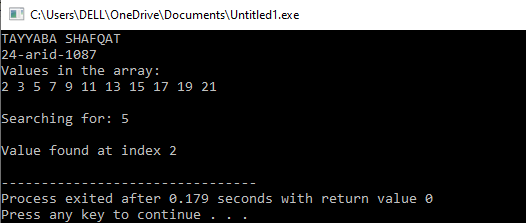 C:\Users\DELL\OneDrive\Documents\Untitled1.exe
TAYYABA SHAFQAT
24-arid-1087
Values in the array:
2 3 5 7 9 11 13 15 17 19 21
Searching for: 5
Value found at index 2
--------------------------------
Process exited after 0.179 seconds with return value 0
Press any key to continue . . .